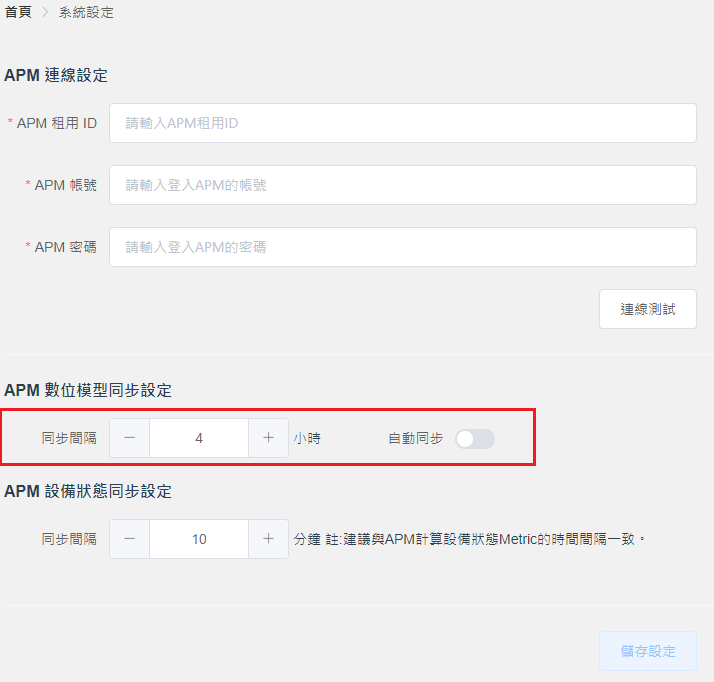 首頁 > 系統設定
APM 連線設定
* APM 租用 ID 請輸入APM租用ID
* APM 帳號 請輸入登入APM的帳號
* APM 密碼 請輸入登入APM的密碼
連線測試
APM 數位模型同步設定
同步間隔 − 4 + 小時 自動同步
APM 設備狀態同步設定
同步間隔 − 10 + 分鐘 註:建議與APM計算設備狀態Metric的時間間隔一致。
儲存設定